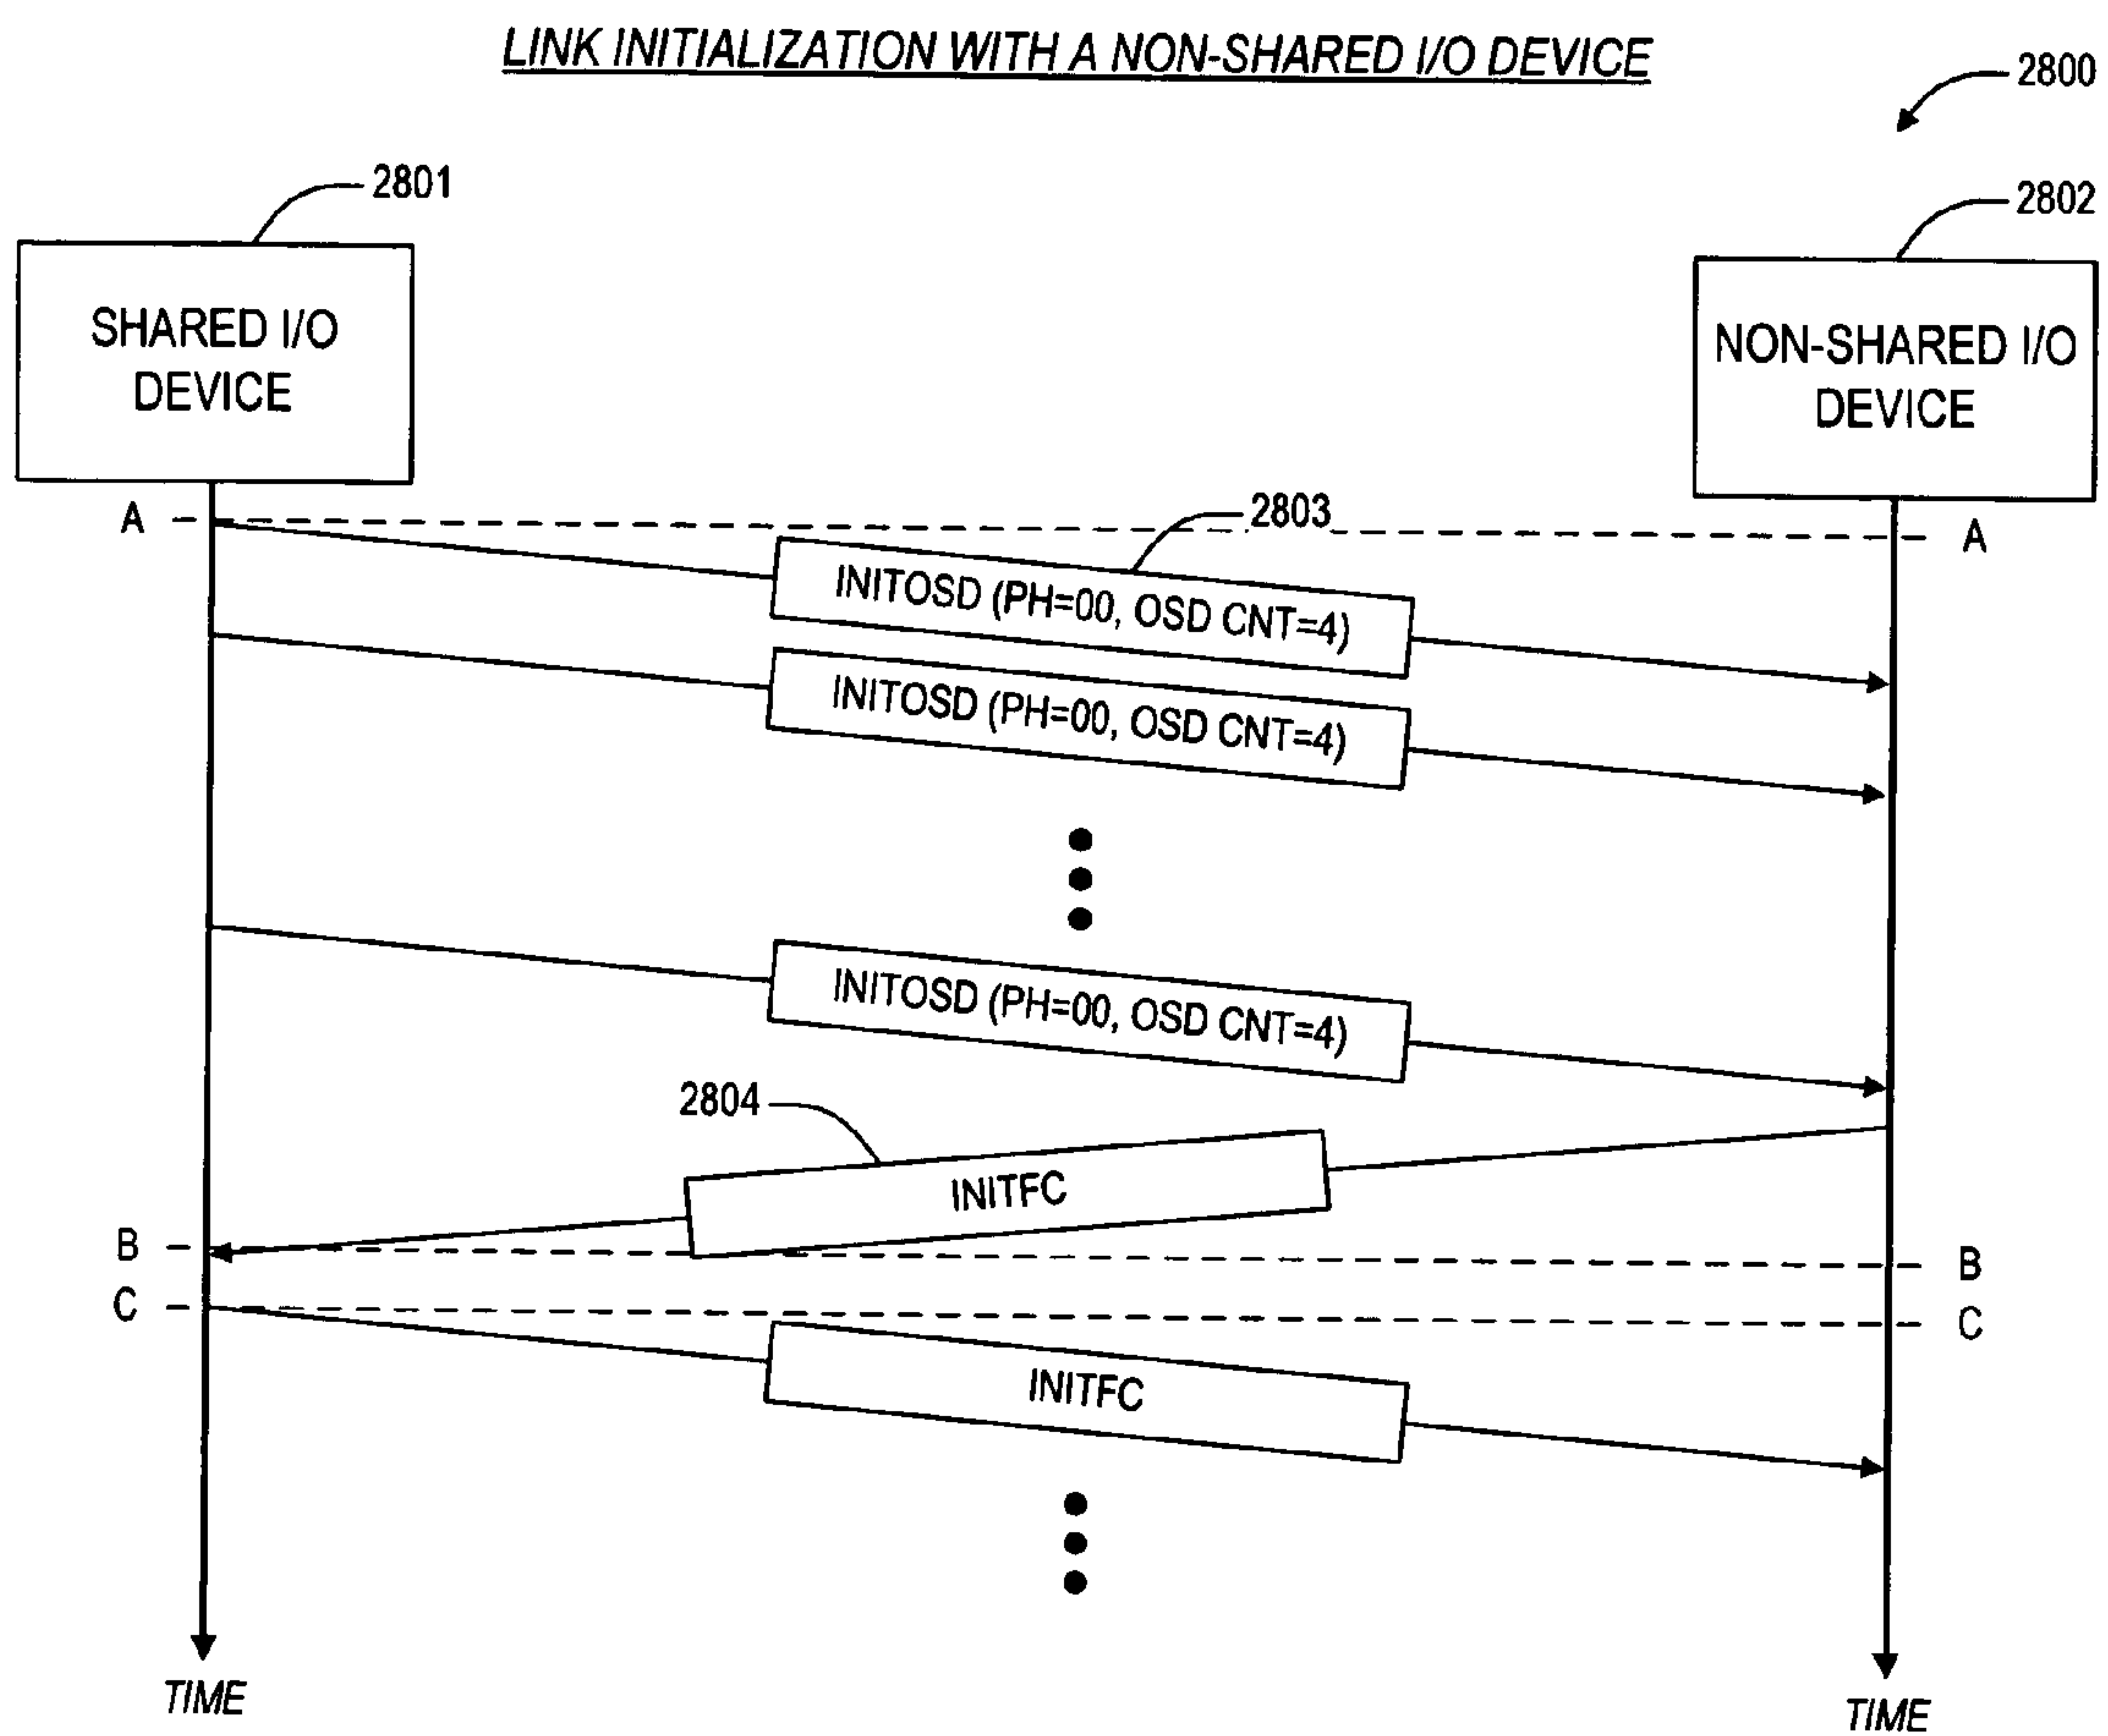 LINK INITIALIZATION WITH A NON-SHARED I/O DEVICE
2800
2801
2802
SHARED I/O
DEVICE
NON-SHARED I/O
DEVICE
A
2803
A
INITOSD (PH=00, OSD CNT=4)
INITOSD (PH=00, OSD CNT=4)
INITOSD (PH=00, OSD CNT=4)
2804
INITFC
B
B
C
C
INITFC
TIME
TIME